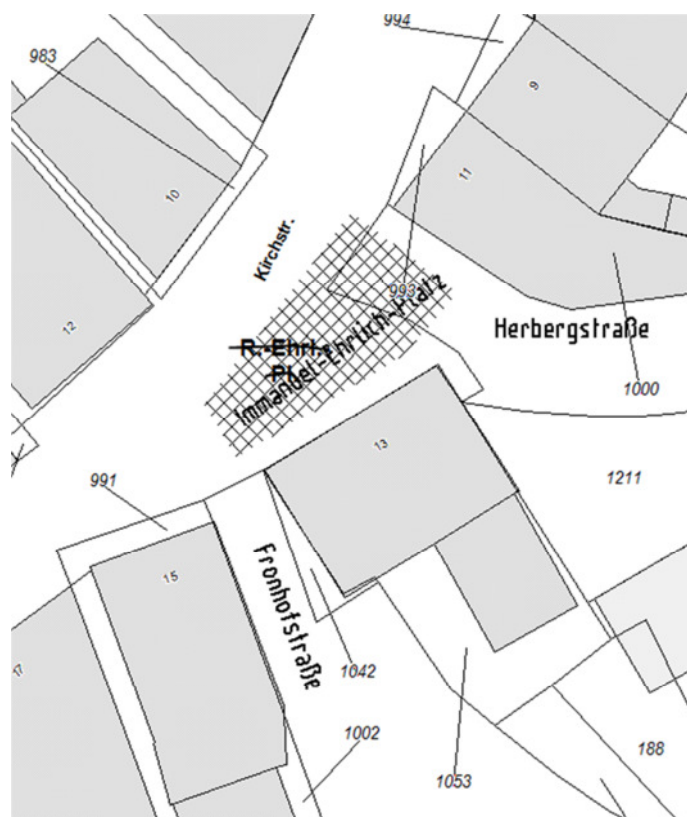 994
983
9
11
10
Kirchstr.
993
Immanuel-Ehrlich-Platz
Herbergstraße
12
R.-Ehrl.-
Pl.
1000
13
991
1211
15
Fronhofstraße
17
1042
1002
188
1053